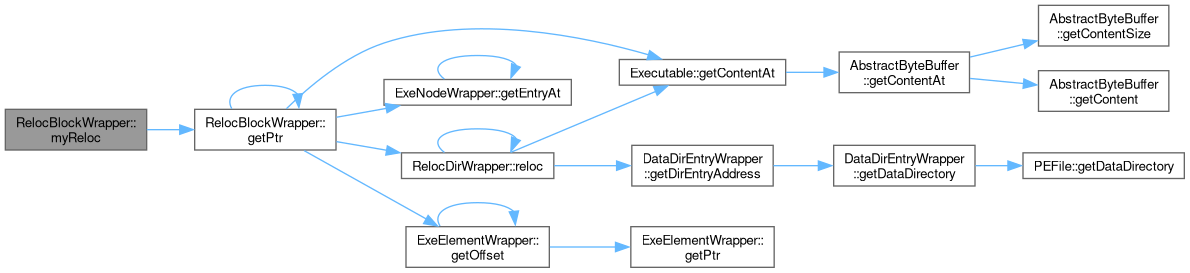 RelocBlockWrapper::
myReloc
RelocBlockWrapper::
getPtr
ExeNodeWrapper::getEntryAt
RelocDirWrapper::reloc
ExeElementWrapper::
getOffset
Executable::getContentAt
DataDirEntryWrapper
::getDirEntryAddress
ExeElementWrapper::
getPtr
AbstractByteBuffer
::getContentAt
DataDirEntryWrapper
::getDataDirectory
AbstractByteBuffer
::getContentSize
AbstractByteBuffer
::getContent
PEFile::getDataDirectory